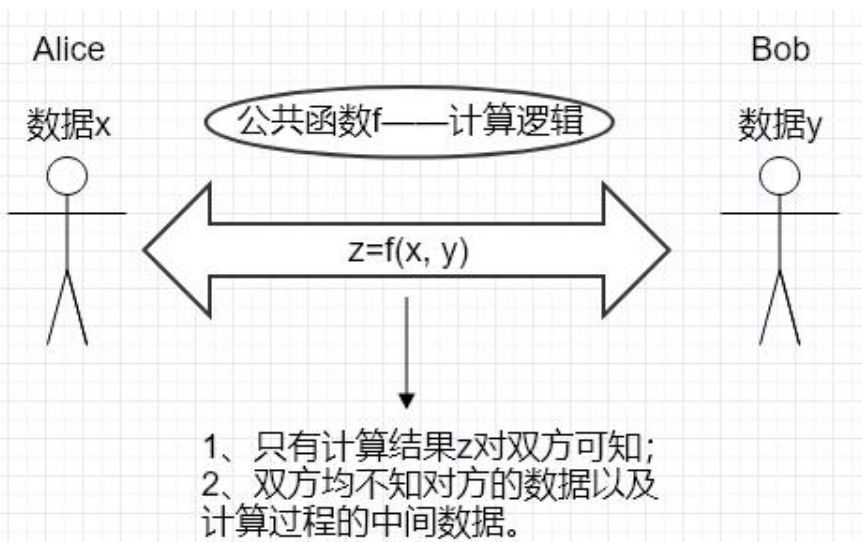 Alice
Bob
数据x
公共函数f——计算逻辑
数据y
z=f(x, y)
1、只有计算结果z对双方可知；
2、双方均不知对方的数据以及
计算过程的中间数据。